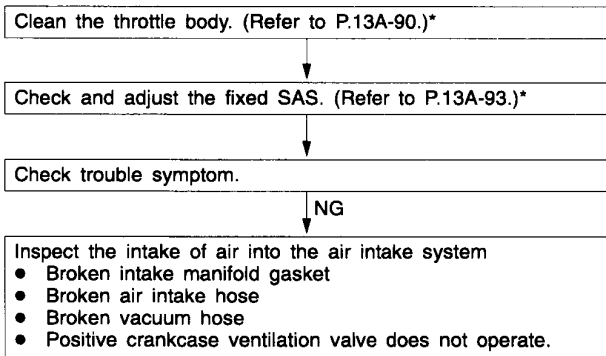 Clean the throttle body. (Refer to P.13A-90.)*
Check and adjust the fixed SAS. (Refer to P.13A-93.)*
Check trouble symptom.
NG
Inspect the intake of air into the air intake system
● Broken intake manifold gasket
● Broken air intake hose
● Broken vacuum hose
● Positive crankcase ventilation valve does not operate.